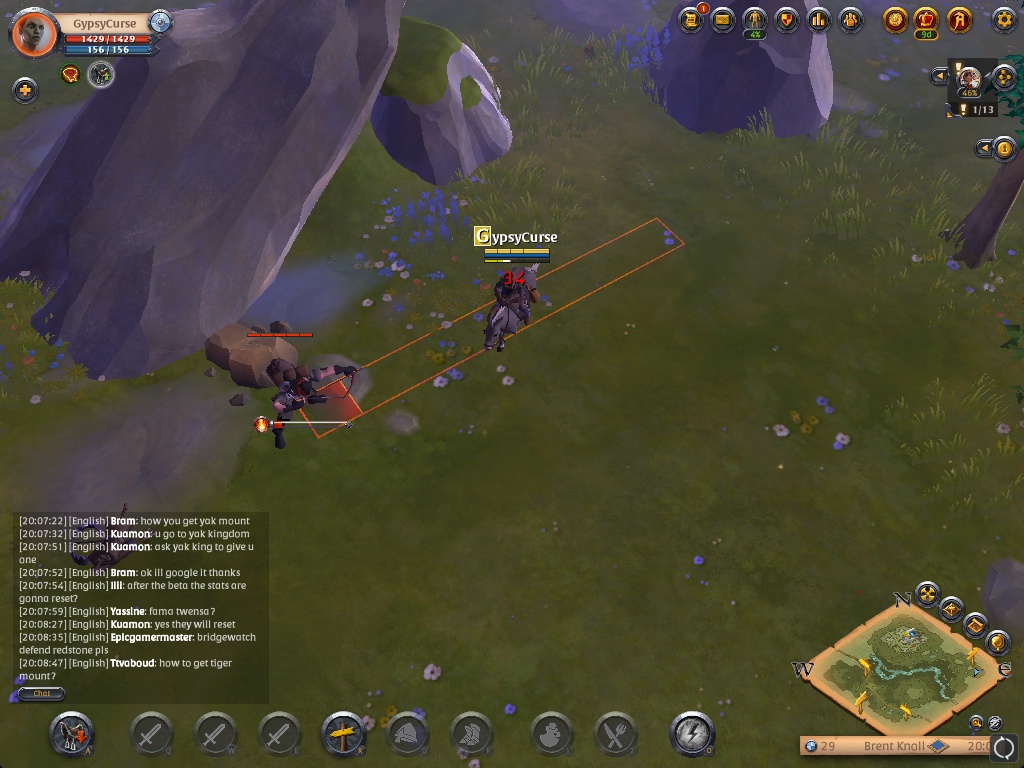 GypsyCurse
1429 / 1429
156 / 156
1
4%
9d
46%
1/13
GypsyCurse
34
[20:07:22] [English] Bram: how you get yak mount
[20:07:32] [English] Kuamon: u go to yak kingdom
[20:07:51] [English] Kuamon: ask yak king to give u
one
[20:07:52] [English] Bram: ok ill google it thanks
[20:07:54] [English] Illl: after the beta the stats are
gonna reset?
[20:07:59] [English] Yassine: fama twensa?
[20:08:27] [English] Kuamon: yes they will reset
[20:08:35] [English] Epicgamermaster: bridgewatch
defend redstone pls
[20:08:47] [English] Ttvaboud: how to get tiger
mount?
Chat
A
Q
W
E
R
D
F
N
W
E
29
Brent Knoll